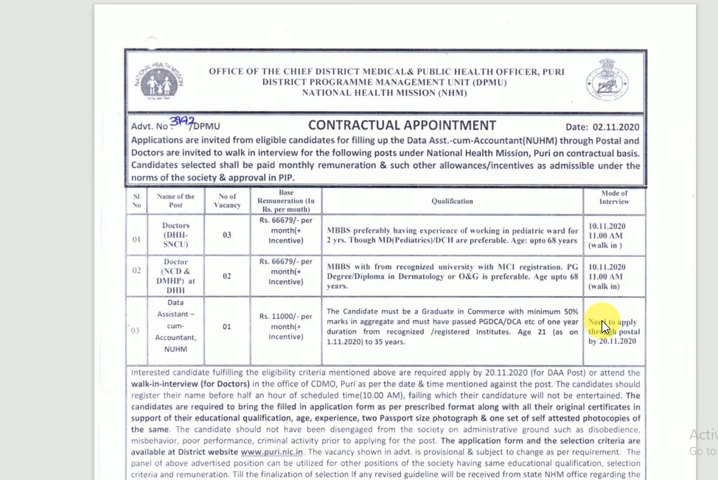 OFFICE OF THE CHIEF DISTRICT MEDICAL& PUBLIC HEALTH OFFICER, PURI
DISTRICT PROGRAMME MANAGEMENT UNIT (DPMU)
NATIONAL HEALTH MISSION (NHM)
Advt. No. 3992/DPMU CONTRACTUAL APPOINTMENT Date: 02.11.2020
Applications are invited from eligible candidates for filling up the Data Asst.-cum-Accountant(NUHM) through Postal and
Doctors are invited to walk in interview for the following posts under National Health Mission, Puri on contractual basis.
Candidates selected shall be paid monthly remuneration & such other allowances/incentives as admissible under the
norms of the society & approval in PIP.
Sl No
Name of the Post
No of Vacancy
Base Remuneration (In Rs. per month)
Qualification
Mode of Interview
01
Doctors
(DHH-
SNCU)
03
Rs. 66679/- per
month(+
Incentive)
MBBS preferably having experience of working in pediatric ward for
2 yrs. Though MD(Pediatrics)/DCH are preferable. Age: upto 68 years
10.11.2020
11.00 AM
(walk in )
02
Doctor
(NCD &
DMHP) at
DHH
02
Rs. 66679/- per
month(+
Incentive)
MBBS with from recognized university with MCI registration. PG
Degree/Diploma in Dermatology or O&G is preferable. Age upto 68
years.
10.11.2020
11.00 AM
(walk in)
03
Data
Assistant –
cum-
Accountant,
NUHM
01
Rs. 11000/- per
month(+
Incentive)
The Candidate must be a Graduate in Commerce with minimum 50%
marks in aggregate and must have passed PGDCA/DCA etc of one year
duration from recognized /registered Institutes. Age 21 (as on
1.11.2020) to 35 years.
Need to apply
through postal
by 20.11.2020
Interested candidate fulfilling the eligibility criteria mentioned above are required apply by 20.11.2020 (for DAA Post) or attend the
walk-in-interview (for Doctors) in the office of CDMO, Puri as per the date & time mentioned against the post. The candidates should
register their name before half an hour of scheduled time(10.00 AM), failing which their candidature will not be entertained. The
candidates are required to bring the filled in application form as per prescribed format along with all their original certificates in
support of their educational qualification, age, experience, two Passport size photograph & one set of self attested photocopies of
the same. The candidate should not have been disengaged from the society on administrative ground such as disobedience,
misbehavior, poor performance, criminal activity prior to applying for the post. The application form and the selection criteria are
available at District website www.puri.nic.in. The vacancy shown in advt. is provisional & subject to change as per requirement. The
panel of above advertised position can be utilized for other positions of the society having same educational qualification, selection
criteria and remuneration. Till the finalization of selection If any revised guideline will be received from state NHM office regarding the
Activ
Go to